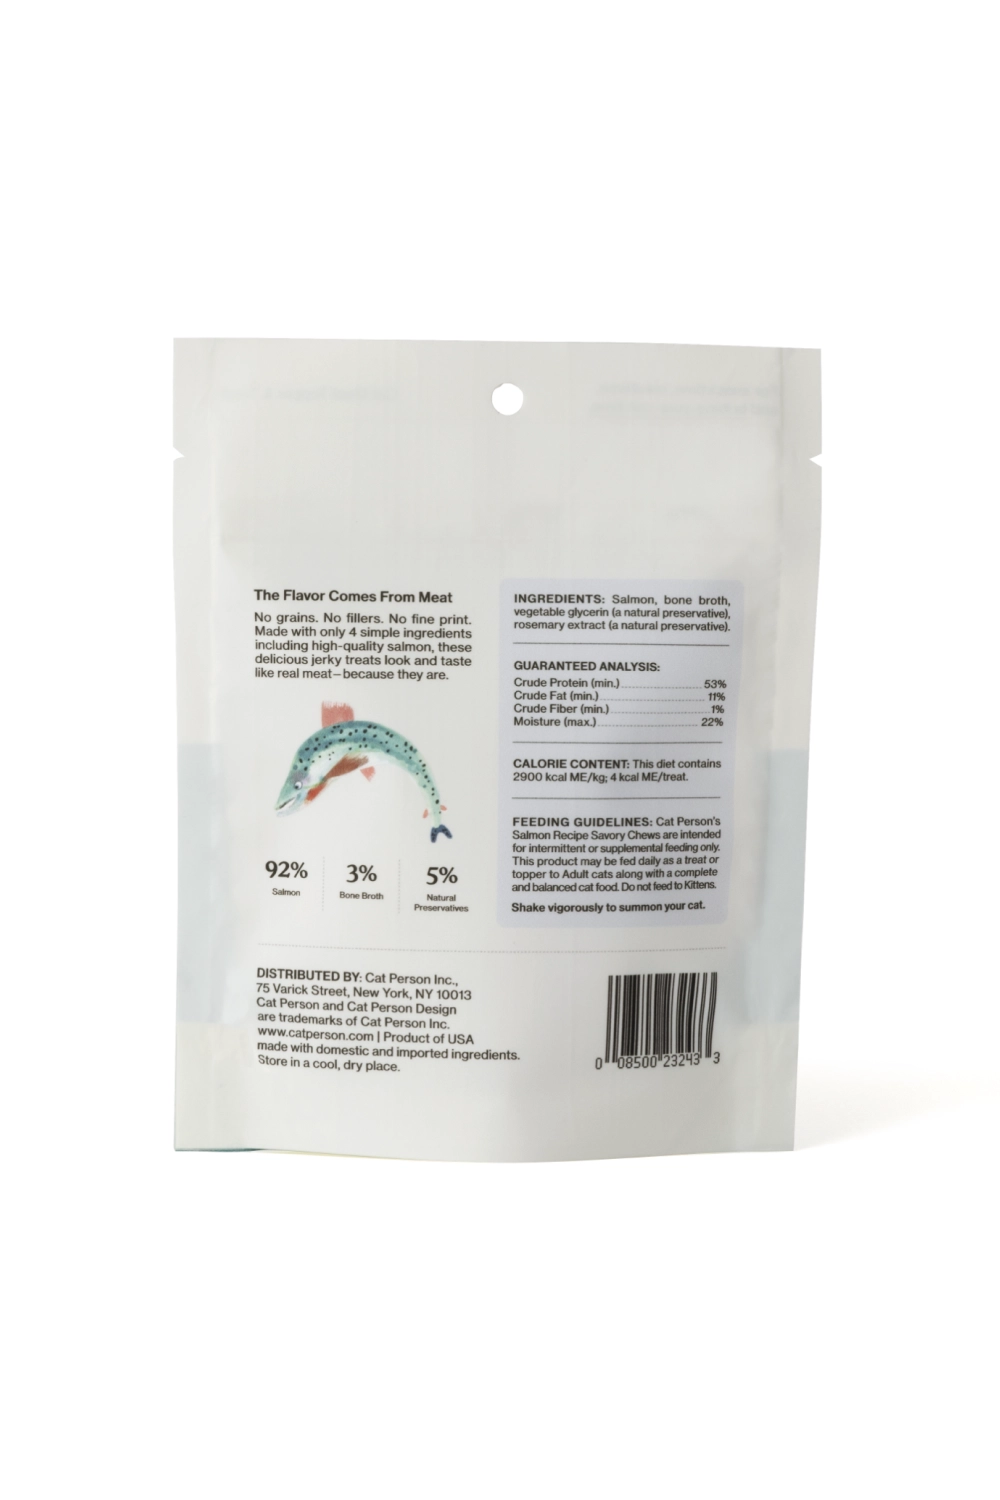 The Flavor Comes From Meat
No grains. No fillers. No fine print.
Made with only 4 simple ingredients
including high-quality salmon, these
delicious jerky treats look and taste
like real meat—because they are.
92%
Salmon
3%
Bone Broth
5%
Natural
Preservatives
INGREDIENTS: Salmon, bone broth,
vegetable glycerin (a natural preservative),
rosemary extract (a natural preservative).
GUARANTEED ANALYSIS:
Crude Protein (min.) 53%
Crude Fat (min.) 11%
Crude Fiber (min.) 1%
Moisture (max.) 22%
CALORIE CONTENT: This diet contains
2900 kcal ME/kg; 4 kcal ME/treat.
FEEDING GUIDELINES: Cat Person's
Salmon Recipe Savory Chews are intended
for intermittent or supplemental feeding only.
This product may be fed daily as a treat or
topper to Adult cats along with a complete
and balanced cat food. Do not feed to Kittens.
Shake vigorously to summon your cat.
DISTRIBUTED BY: Cat Person Inc.,
75 Varick Street, New York, NY 10013
Cat Person and Cat Person Design
are trademarks of Cat Person Inc.
www.catperson.com | Product of USA
made with domestic and imported ingredients.
Store in a cool, dry place.
0 08500 23243 3